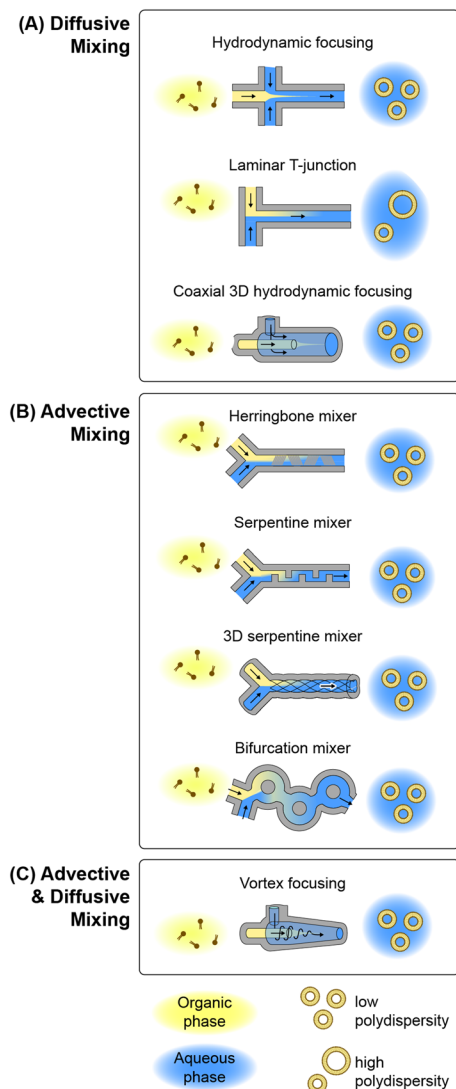 (A) Diffusive
Mixing
Hydrodynamic focusing
Laminar T-junction
Coaxial 3D hydrodynamic focusing
(B) Advective
Mixing
Herringbone mixer
Serpentine mixer
3D serpentine mixer
Bifurcation mixer
(C) Advective
& Diffusive
Mixing
Vortex focusing
Organic
phase
low
polydispersity
Aqueous
phase
high
polydispersity